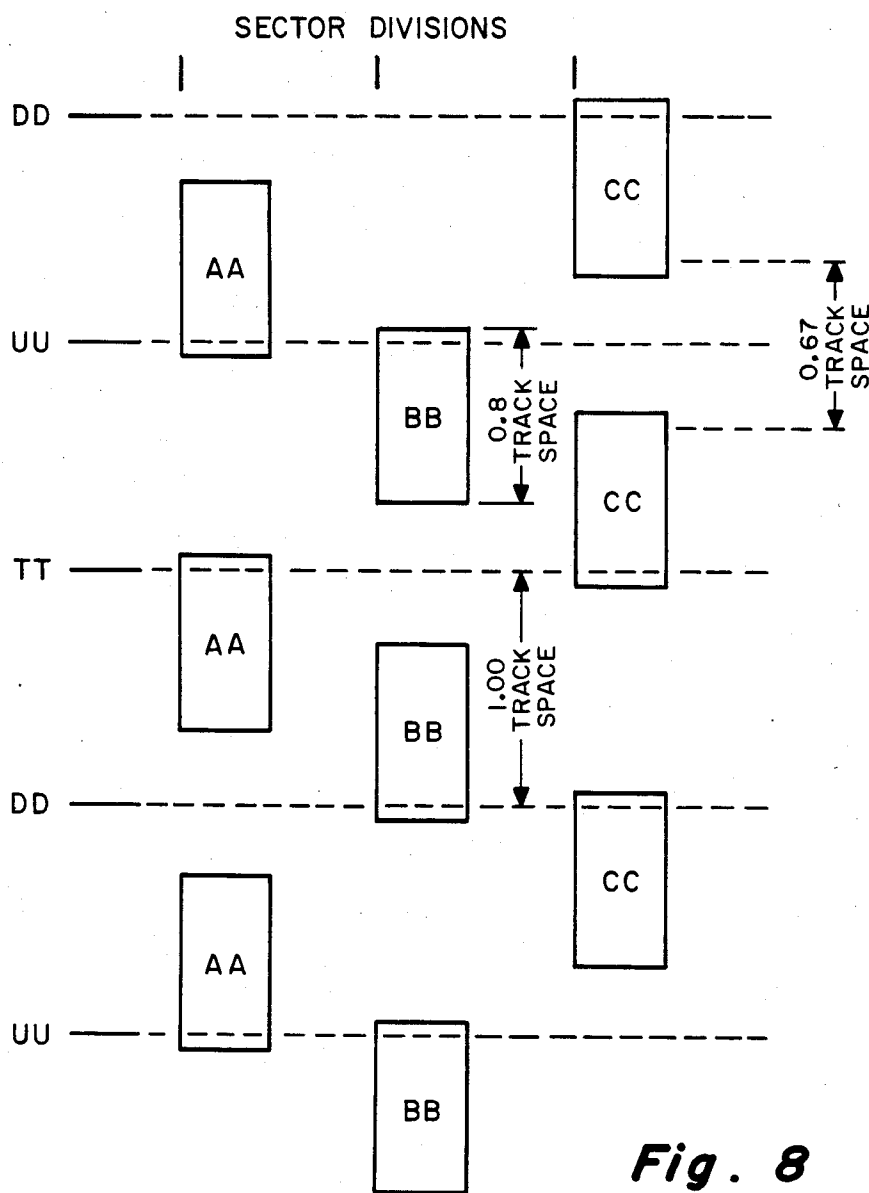 SECTOR DIVISIONS
DD
CC
AA
UU
BB
0.8
TRACK
SPACE
0.67
TRACK
SPACE
CC
TT
AA
BB
1.00
TRACK
SPACE
DD
CC
AA
UU
BB
Fig. 8